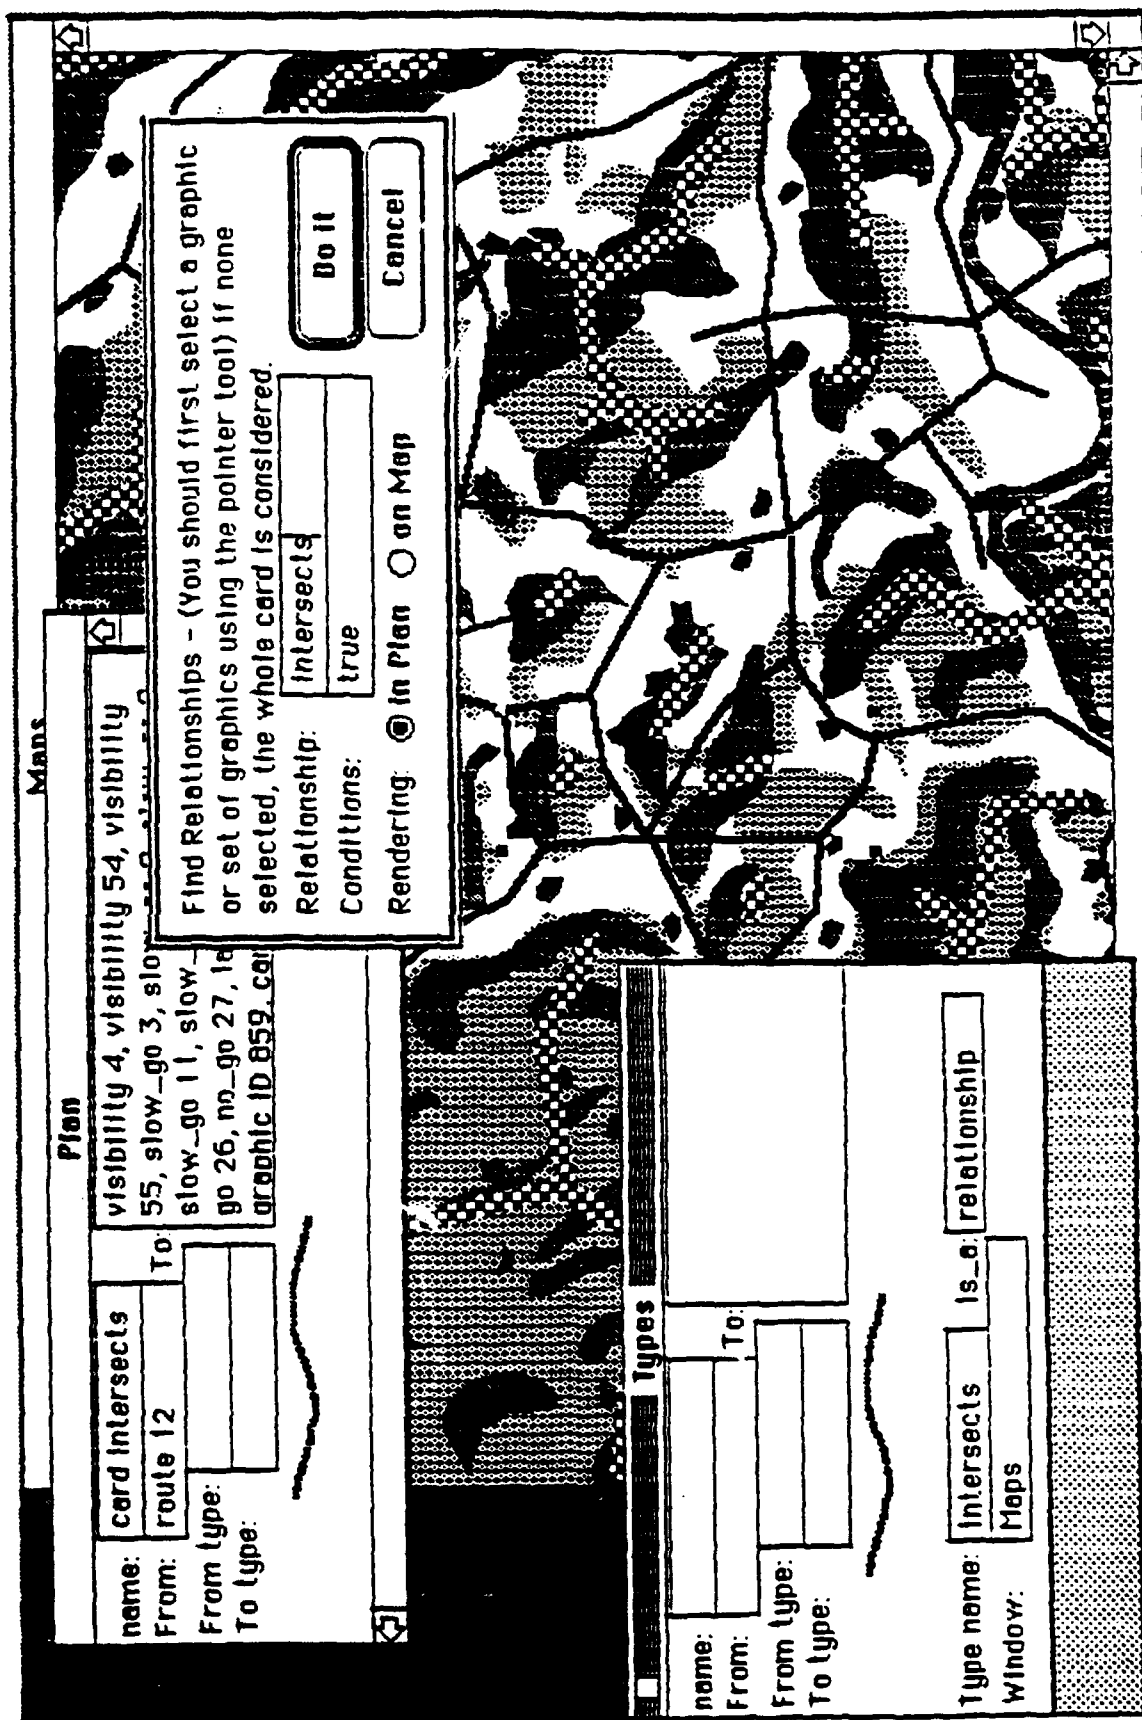 Maps
Plan
name: card Intersects
From: route 12
To: visibility 4, visibility 54, visibility
55, slow_go 3, slow
slow_go 11, slow_
go 26, no_go 27,
graphic ID 859, car
From type:
To type:
Find Relationships - (You should first select a graphic
or set of graphics using the pointer tool) if none
selected, the whole card is considered.
Relationship: Intersects
Conditions: true
Rendering: In Plan on Map
Do it
Cancel
Types
name:
From:
To:
From type:
To type:
Type name: Intersects is_a: relationship
Window: Maps